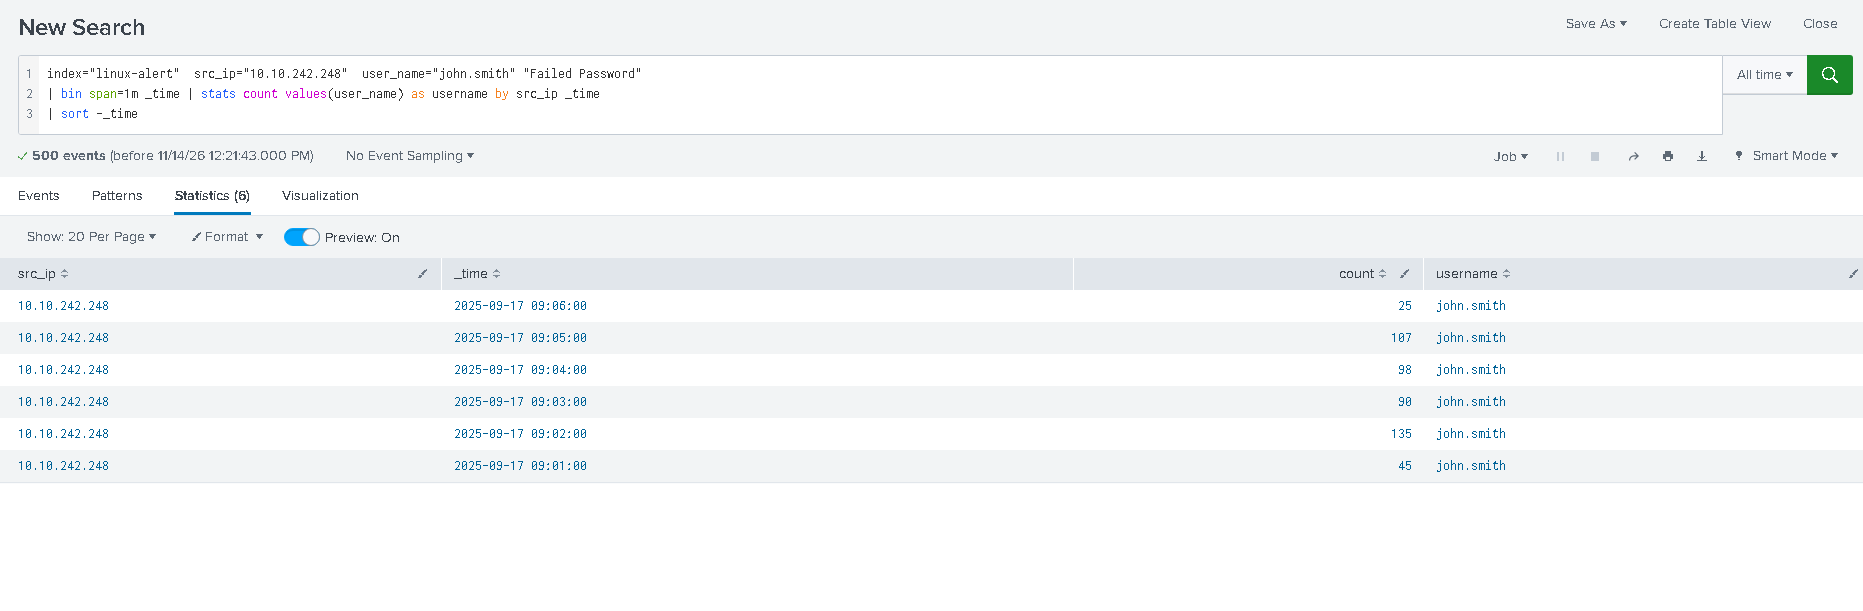 New Search
Save As Create Table View Close
1 index="linux-alert" src_ip="10.10.242.248" user_name="john.smith" "Failed Password"
2 | bin span=1m _time | stats count values(user_name) as username by src_ip _time
3 | sort -_time
All time
500 events (before 11/14/26 12:21:43.000 PM) No Event Sampling
Job Smart Mode
Events Patterns Statistics (6) Visualization
Show: 20 Per Page Format Preview: On
src_ip _time count username
10.10.242.248 2025-09-17 09:06:00 25 john.smith
10.10.242.248 2025-09-17 09:05:00 107 john.smith
10.10.242.248 2025-09-17 09:04:00 98 john.smith
10.10.242.248 2025-09-17 09:03:00 90 john.smith
10.10.242.248 2025-09-17 09:02:00 135 john.smith
10.10.242.248 2025-09-17 09:01:00 45 john.smith